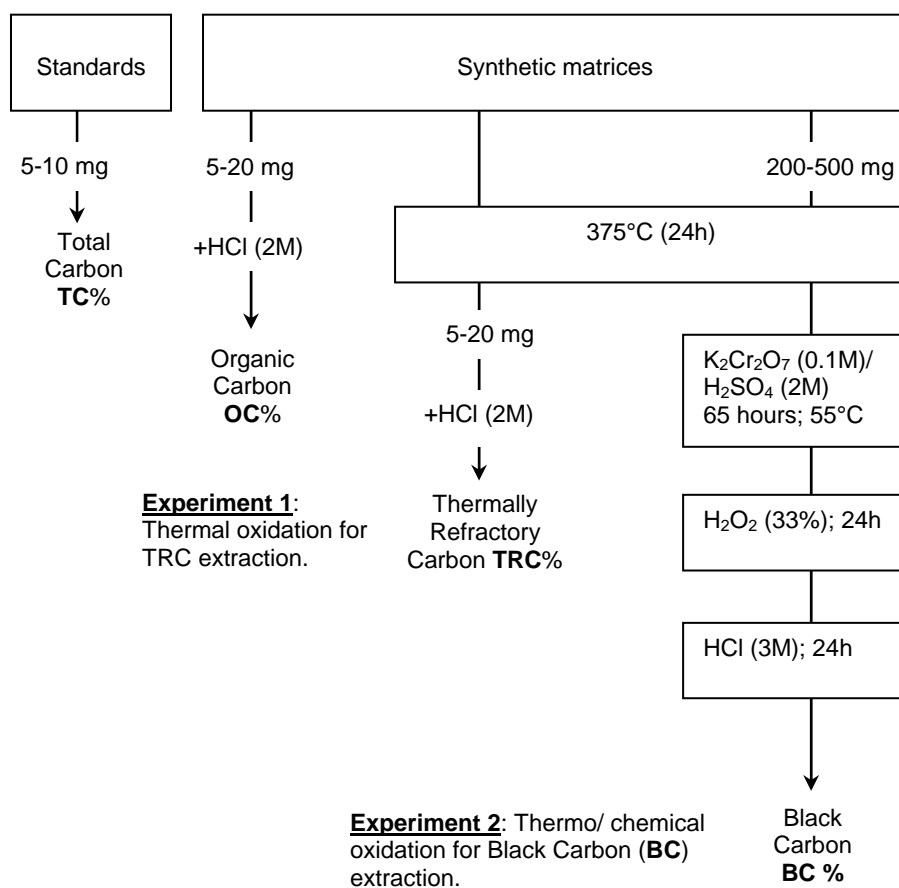 Standards
Synthetic matrices
5-10 mg
5-20 mg
200-500 mg
+HCl (2M)
375°C (24h)
Total
Carbon
TC%
5-20 mg
Organic
Carbon
OC%
K₂Cr₂O₇ (0.1M)/
H₂SO₄ (2M)
65 hours; 55°C
+HCl (2M)
Experiment 1:
Thermal oxidation for
TRC extraction.
Thermally
Refractory
Carbon TRC%
H₂O₂ (33%); 24h
HCl (3M); 24h
Experiment 2: Thermo/ chemical
oxidation for Black Carbon (BC)
extraction.
Black
Carbon
BC %